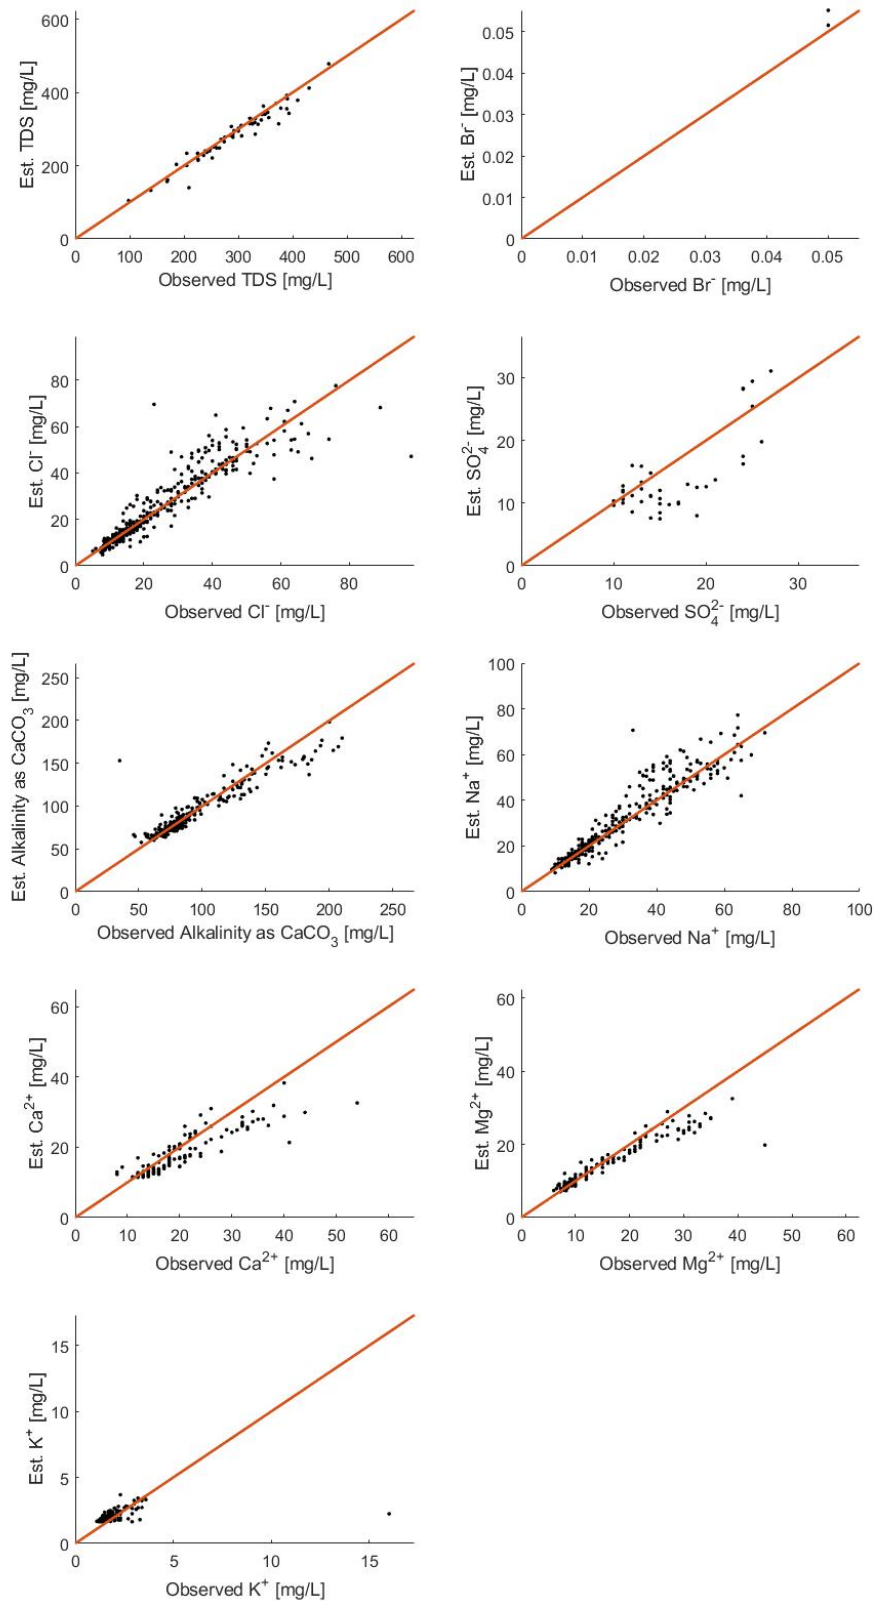 600
400
200
0
Est. TDS [mg/L]
0 100 200 300 400 500 600
Observed TDS [mg/L]
0.05
0.04
0.03
0.02
0.01
0
Est. Br⁻ [mg/L]
0 0.01 0.02 0.03 0.04 0.05
Observed Br⁻ [mg/L]
80
60
40
20
0
Est. Cl⁻ [mg/L]
0 20 40 60 80
Observed Cl⁻ [mg/L]
30
20
10
0
Est. SO₄²⁻ [mg/L]
0 10 20 30
Observed SO₄²⁻ [mg/L]
250
200
150
100
50
0
Est. Alkalinity as CaCO₃ [mg/L]
0 50 100 150 200 250
Observed Alkalinity as CaCO₃ [mg/L]
100
80
60
40
20
0
Est. Na⁺ [mg/L]
0 20 40 60 80 100
Observed Na⁺ [mg/L]
60
40
20
0
Est. Ca²⁺ [mg/L]
0 10 20 30 40 50 60
Observed Ca²⁺ [mg/L]
60
40
20
0
Est. Mg²⁺ [mg/L]
0 10 20 30 40 50 60
Observed Mg²⁺ [mg/L]
15
10
5
0
Est. K⁺ [mg/L]
0 5 10 15
Observed K⁺ [mg/L]